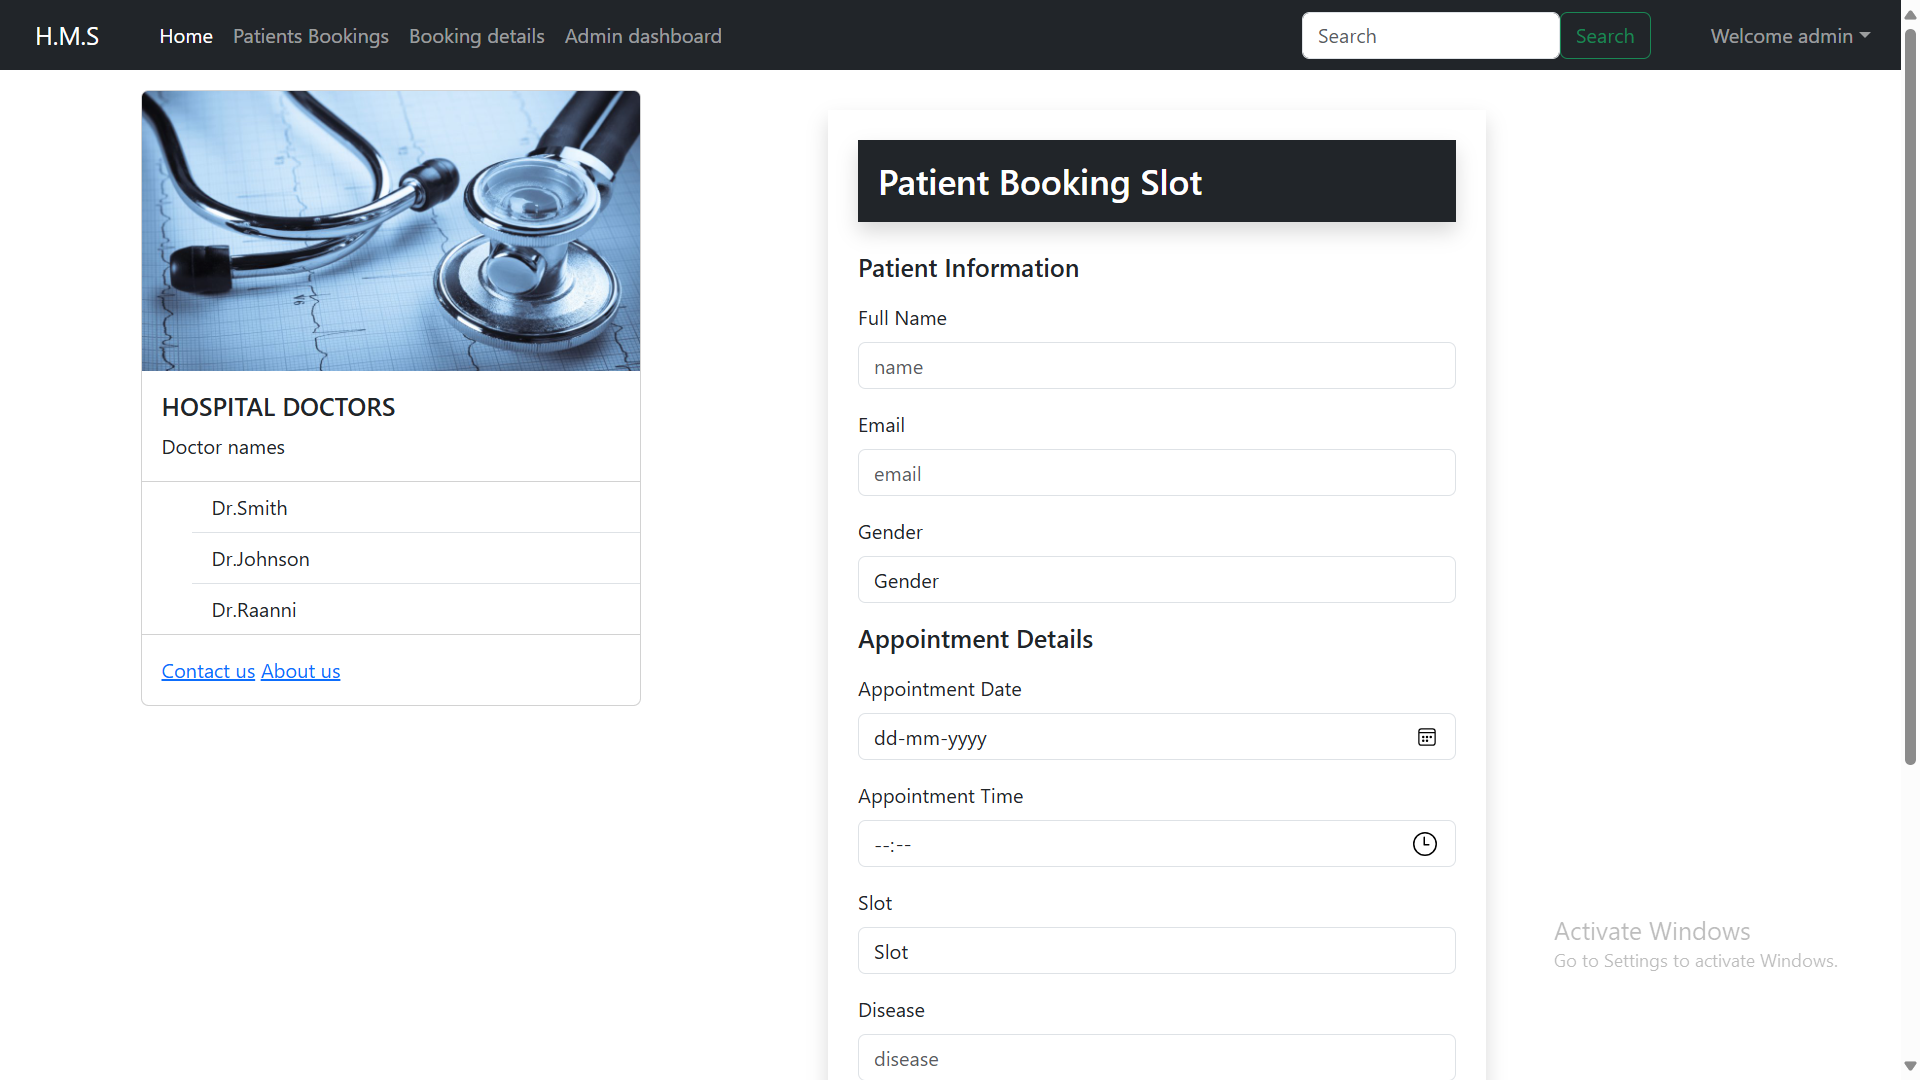 H.M.S Home Patients Bookings Booking details Admin dashboard Search Search Welcome admin
HOSPITAL DOCTORS
Doctor names
Dr.Smith
Dr.Johnson
Dr.Raanni
Contact us About us
Patient Booking Slot
Patient Information
Full Name
name
Email
email
Gender
Gender
Appointment Details
Appointment Date
dd-mm-yyyy
Appointment Time
--:--
Slot
Slot
Disease
disease
Activate Windows
Go to Settings to activate Windows.